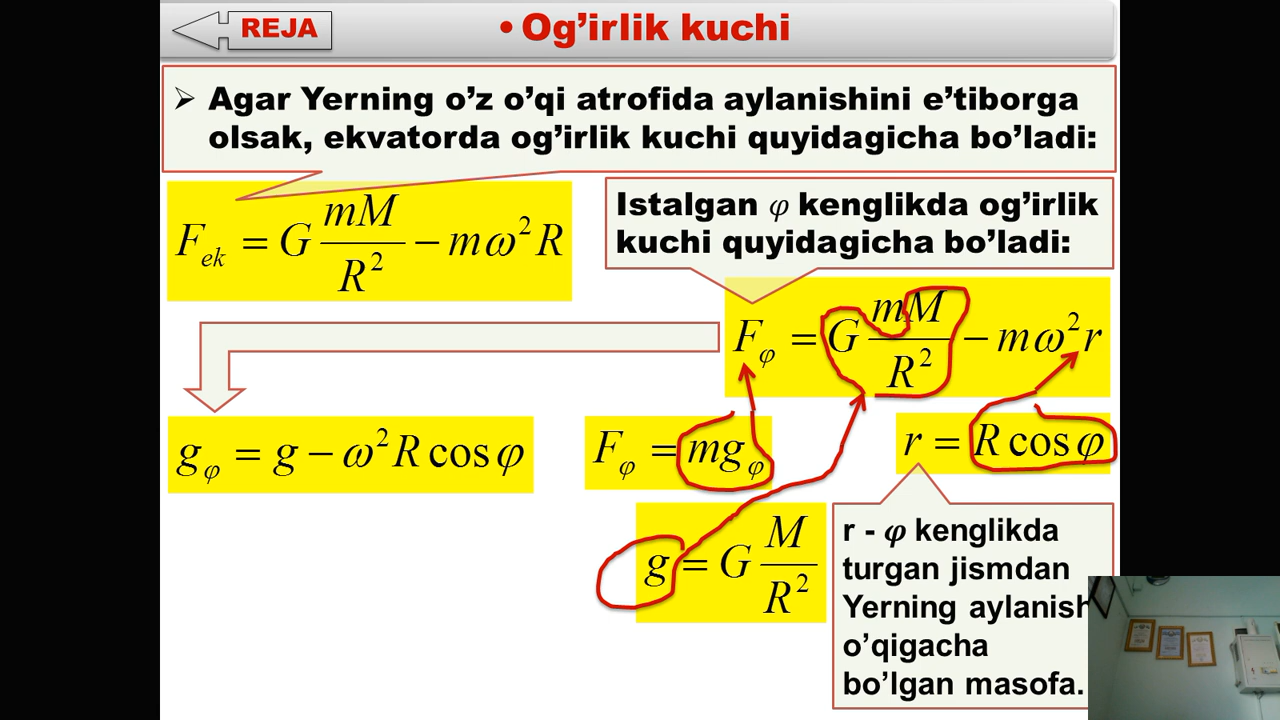 REJA
• Og’irlik kuchi
➢ Agar Yerning o’z o’qi atrofida aylanishini e’tiborga
olsak, ekvatorda og’irlik kuchi quyidagicha bo’ladi:
F_ek = G mM/R² − mω²R
Istalgan φ kenglikda og’irlik
kuchi quyidagicha bo’ladi:
F_φ = G mM/R² − mω²r
g_φ = g − ω²R cos φ
F_φ = mg_φ
r = R cos φ
g = G M/R²
r - φ kenglikda
turgan jismdan
Yerning aylanish
o’qigacha
bo’lgan masofa.